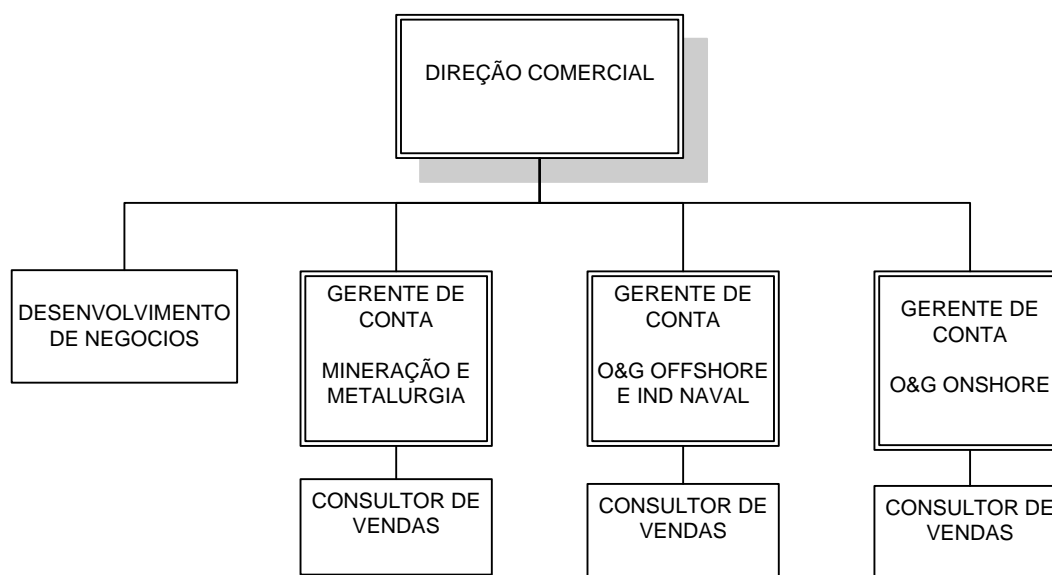 DIREÇÃO COMERCIAL
DESENVOLVIMENTO
DE NEGOCIOS
GERENTE DE
CONTA
MINERAÇÃO E
METALURGIA
GERENTE DE
CONTA
O&G OFFSHORE
E IND NAVAL
GERENTE DE
CONTA
O&G ONSHORE
CONSULTOR DE
VENDAS
CONSULTOR DE
VENDAS
CONSULTOR DE
VENDAS